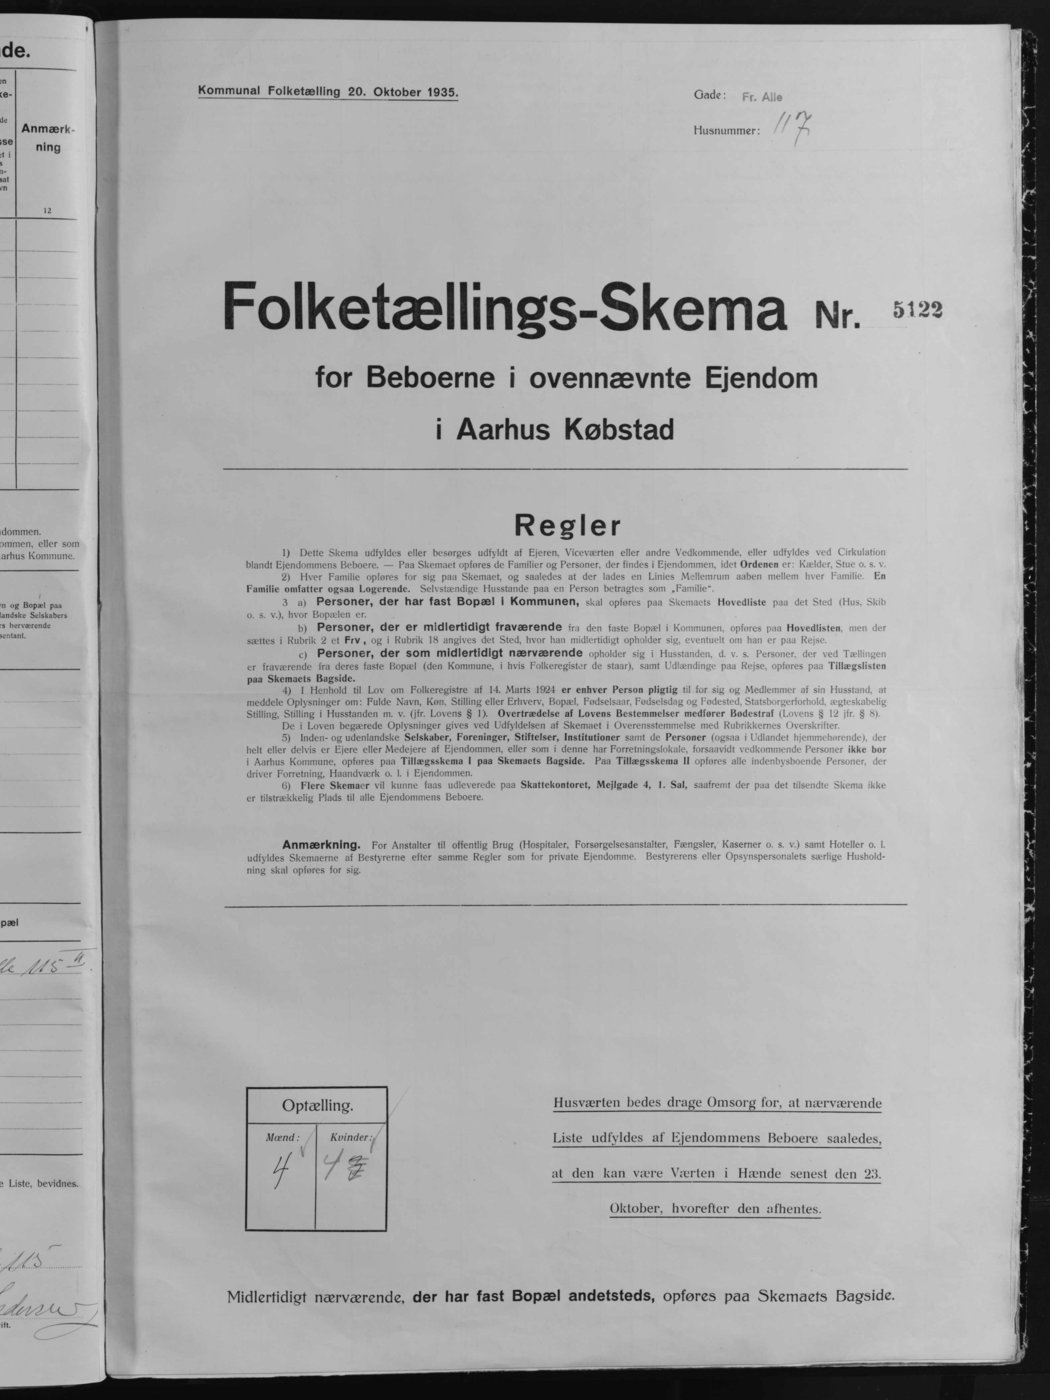 de.
Anmærk-
ning
12
dommen.
ommen, eller som
arhus Kommune.
n og Bopæl paa
landske Selskabers
rs herværende
sentant.
pæl
lle 115 II.
e Liste, bevidnes.
115
edersen
ift.
Kommunal Folketælling 20. Oktober 1935.
Gade: Fr. Alle
Husnummer: 117
Folketællings-Skema Nr. 5122
for Beboerne i ovennævnte Ejendom
i Aarhus Købstad
Regler
1) Dette Skema udfyldes eller besørges udfyldt af Ejeren, Viceværten eller andre Vedkommende, eller udfyldes ved Cirkulation
blandt Ejendommens Beboere. — Paa Skemaet opføres de Familier og Personer, der findes i Ejendommen, idet Ordenen er: Kælder, Stue o. s. v.
2) Hver Familie opføres for sig paa Skemaet, og saaledes at der lades en Linies Mellemrum aaben mellem hver Familie. En
Familie omfatter ogsaa Logerende. Selvstændige Husstande paa en Person betragtes som „Familie“.
3 a) Personer, der har fast Bopæl i Kommunen, skal opføres paa Skemaets Hovedliste paa det Sted (Hus, Skib
o. s. v.), hvor Bopælen er.
b) Personer, der er midlertidigt fraværende fra den faste Bopæl i Kommunen, opføres paa Hovedlisten, men der
sættes i Rubrik 2 et Frv , og i Rubrik 18 angives det Sted, hvor han midlertidigt opholder sig, eventuelt om han er paa Rejse.
c) Personer, der som midlertidigt nærværende opholder sig i Husstanden, d. v. s. Personer, der ved Tællingen
er fraværende fra deres faste Bopæl (den Kommune, i hvis Folkeregister de staar), samt Udlændinge paa Rejse, opføres paa Tillægslisten
paa Skemaets Bagside.
4) I Henhold til Lov om Folkeregistre af 14. Marts 1924 er enhver Person pligtig til for sig og Medlemmer af sin Husstand, at
meddele Oplysninger om: Fulde Navn, Køn, Stilling eller Erhverv, Bopæl, Fødselsaar, Fødselsdag og Fødested, Statsborgerforhold, ægteskabelig
Stilling, Stilling i Husstanden m. v. (jfr. Lovens § 1). Overtrædelse af Lovens Bestemmelser medfører Bødestraf (Lovens § 12 jfr. § 8).
De i Loven begærede Oplysninger gives ved Udfyldelsen af Skemaet i Overensstemmelse med Rubrikkernes Overskrifter.
5) Inden- og udenlandske Selskaber, Foreninger, Stiftelser, Institutioner samt de Personer (ogsaa i Udlandet hjemmehørende), der
helt eller delvis er Ejere eller Medejere af Ejendommen, eller som i denne har Forretningslokale, forsaavidt vedkommende Personer ikke bor
i Aarhus Kommune, opføres paa Tillægsskema I paa Skemaets Bagside. Paa Tillægsskema II opføres alle indenbysboende Personer, der
driver Forretning, Haandværk o. l. i Ejendommen.
6) Flere Skemaer vil kunne faas udleverede paa Skattekontoret, Mejlgade 4, 1. Sal, saafremt der paa det tilsendte Skema ikke
er tilstrækkelig Plads til alle Ejendommens Beboere.
Anmærkning. For Anstalter til offentlig Brug (Hospitaler, Forsørgelsesanstalter, Fængsler, Kaserner o. s. v.) samt Hoteller o. l.
udfyldes Skemaerne af Bestyrerne efter samme Regler som for private Ejendomme. Bestyrerens eller Opsynspersonalets særlige Hushold-
ning skal opføres for sig.
Optælling.
Mænd: Kvinder:
4 4
Husværten bedes drage Omsorg for, at nærværende
Liste udfyldes af Ejendommens Beboere saaledes,
at den kan være Værten i Hænde senest den 23.
Oktober, hvorefter den afhentes.
Midlertidigt nærværende, der har fast Bopæl andetsteds, opføres paa Skemaets Bagside.